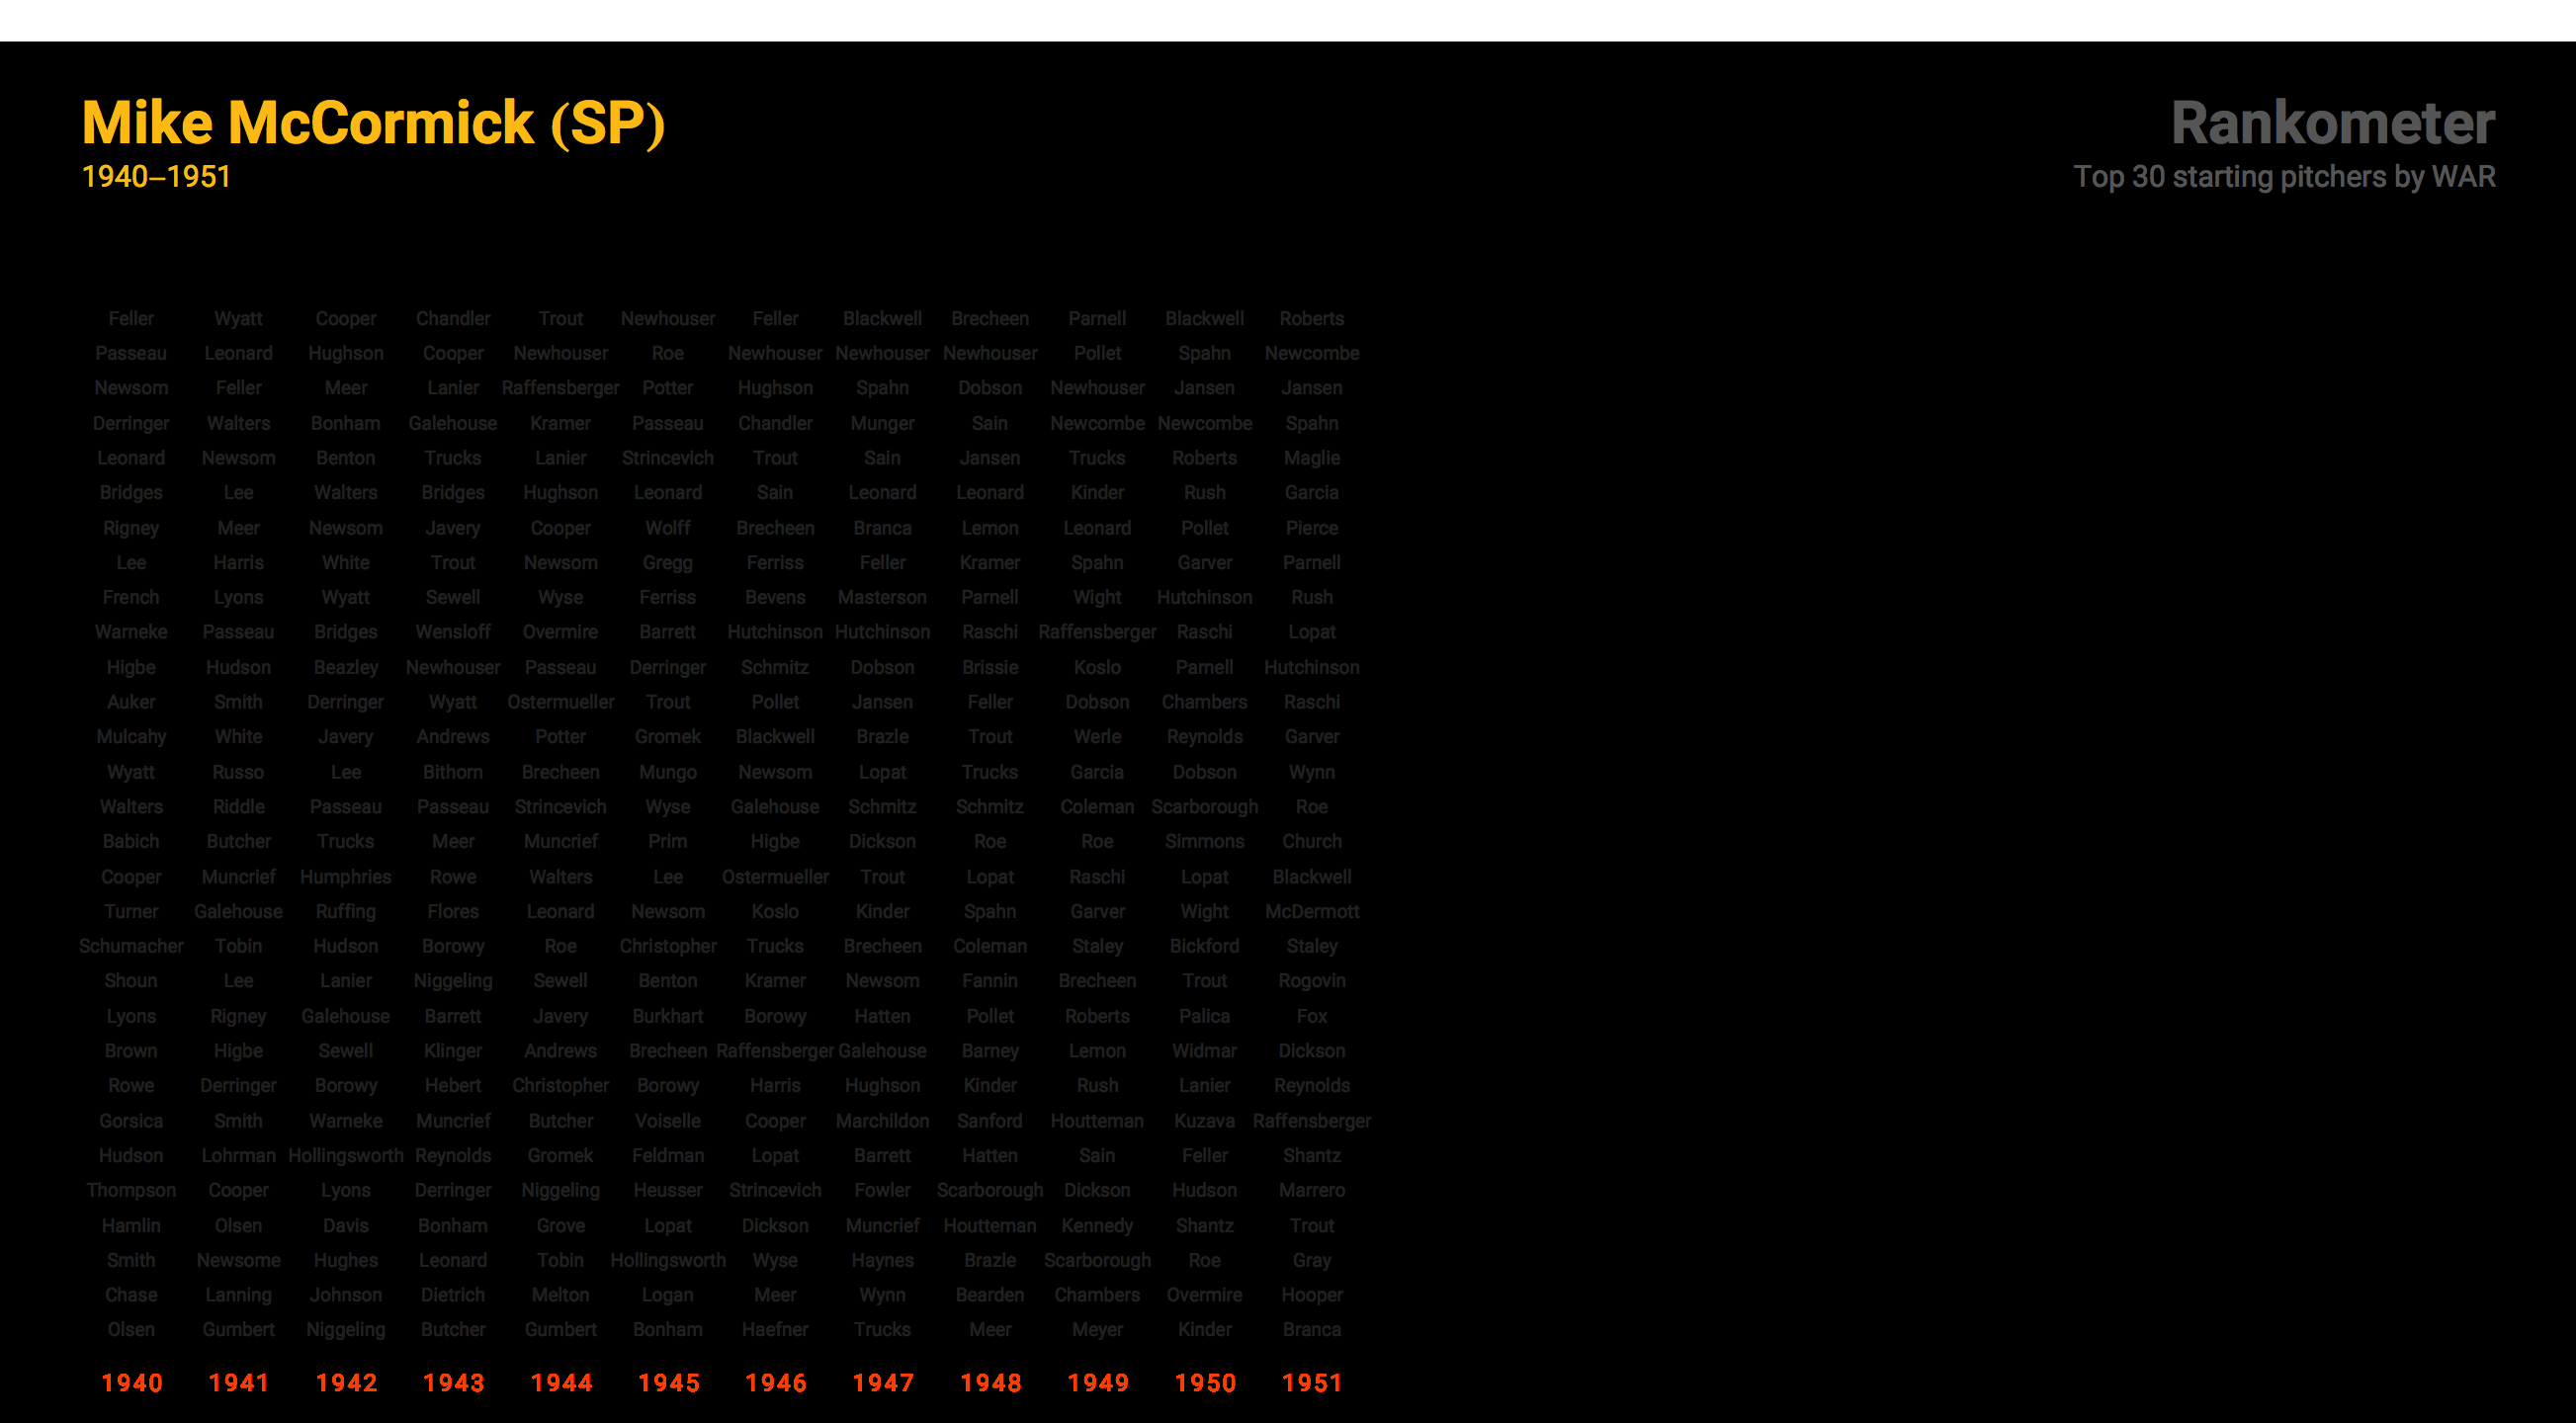 Mike McCormick (SP)
1940–1951
Rankometer
Top 30 starting pitchers by WAR
Feller Wyatt Cooper Chandler Trout Newhouser Feller Blackwell Brecheen Parnell Blackwell Roberts
Passeau Leonard Hughson Cooper Newhouser Roe Newhouser Newhouser Newhouser Pollet Spahn Newcombe
Newsom Feller Meer Lanier Raffensberger Potter Hughson Spahn Dobson Newhouser Jansen Jansen
Derringer Walters Bonham Galehouse Kramer Passeau Chandler Munger Sain Newcombe Newcombe Spahn
Leonard Newsom Benton Trucks Lanier Strincevich Trout Sain Jansen Trucks Roberts Maglie
Bridges Lee Walters Bridges Hughson Leonard Sain Leonard Leonard Kinder Rush Garcia
Rigney Meer Newsom Javery Cooper Wolff Brecheen Branca Lemon Leonard Pollet Pierce
Lee Harris White Trout Newsom Gregg Ferriss Feller Kramer Spahn Garver Parnell
French Lyons Wyatt Sewell Wyse Ferriss Bevens Masterson Parnell Wight Hutchinson Rush
Warneke Passeau Bridges Wensloff Overmire Barrett Hutchinson Hutchinson Raschi Raffensberger Raschi Lopat
Higbe Hudson Beazley Newhouser Passeau Derringer Schmitz Dobson Brissie Koslo Parnell Hutchinson
Auker Smith Derringer Wyatt Ostermueller Trout Pollet Jansen Feller Dobson Chambers Raschi
Mulcahy White Javery Andrews Potter Gromek Blackwell Brazle Trout Werle Reynolds Garver
Wyatt Russo Lee Bithorn Brecheen Mungo Newsom Lopat Trucks Garcia Dobson Wynn
Walters Riddle Passeau Passeau Strincevich Wyse Galehouse Schmitz Schmitz Coleman Scarborough Roe
Babich Butcher Trucks Meer Muncrief Prim Higbe Dickson Roe Roe Simmons Church
Cooper Muncrief Humphries Rowe Walters Lee Ostermueller Trout Lopat Raschi Lopat Blackwell
Turner Galehouse Ruffing Flores Leonard Newsom Koslo Kinder Spahn Garver Wight McDermott
Schumacher Tobin Hudson Borowy Roe Christopher Trucks Brecheen Coleman Staley Bickford Staley
Shoun Lee Lanier Niggeling Sewell Benton Kramer Newsom Fannin Brecheen Trout Rogovin
Lyons Rigney Galehouse Barrett Javery Burkhart Borowy Hatten Pollet Roberts Palica Fox
Brown Higbe Sewell Klinger Andrews Brecheen Raffensberger Galehouse Barney Lemon Widmar Dickson
Rowe Derringer Borowy Hebert Christopher Borowy Harris Hughson Kinder Rush Lanier Reynolds
Gorsica Smith Warneke Muncrief Butcher Voiselle Cooper Marchildon Sanford Houtteman Kuzava Raffensberger
Hudson Lohrman Hollingsworth Reynolds Gromek Feldman Lopat Barrett Hatten Sain Feller Shantz
Thompson Cooper Lyons Derringer Niggeling Heusser Strincevich Fowler Scarborough Dickson Hudson Marrero
Hamlin Olsen Davis Bonham Grove Lopat Dickson Muncrief Houtteman Kennedy Shantz Trout
Smith Newsome Hughes Leonard Tobin Hollingsworth Wyse Haynes Brazle Scarborough Roe Gray
Chase Lanning Johnson Dietrich Melton Logan Meer Wynn Bearden Chambers Overmire Hooper
Olsen Gumbert Niggeling Butcher Gumbert Bonham Haefner Trucks Meer Meyer Kinder Branca
1940 1941 1942 1943 1944 1945 1946 1947 1948 1949 1950 1951